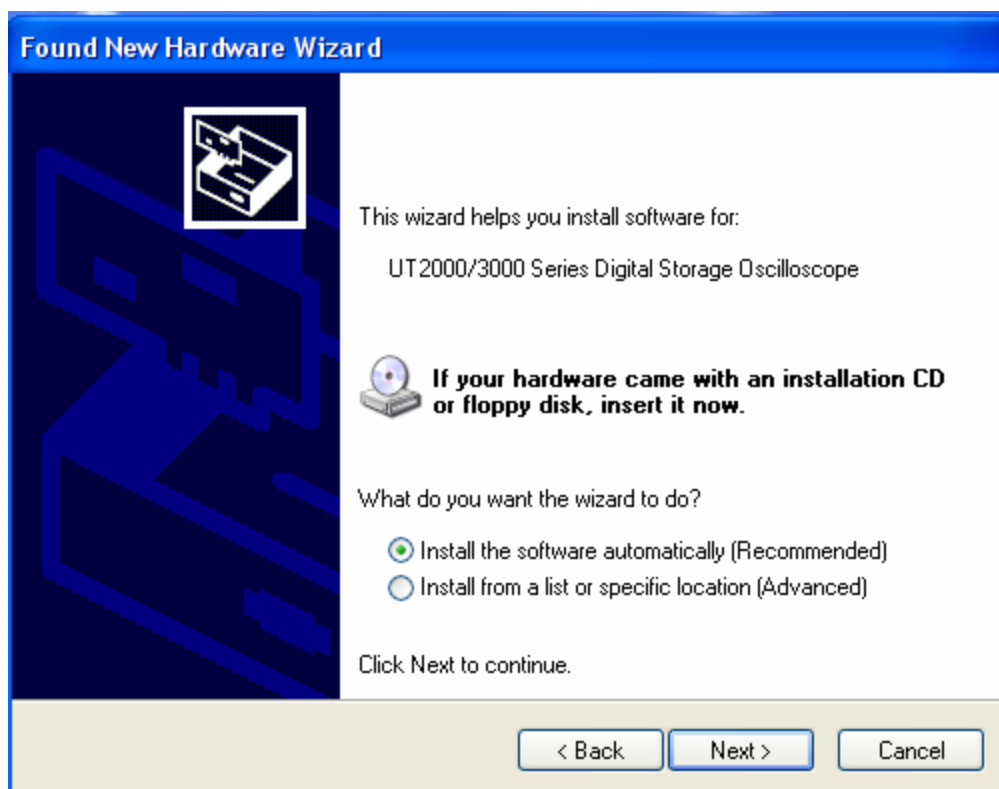 Found New Hardware Wizard
This wizard helps you install software for:
UT2000/3000 Series Digital Storage Oscilloscope
If your hardware came with an installation CD
or floppy disk, insert it now.
What do you want the wizard to do?
Install the software automatically (Recommended)
Install from a list or specific location (Advanced)
Click Next to continue.
< Back Next > Cancel